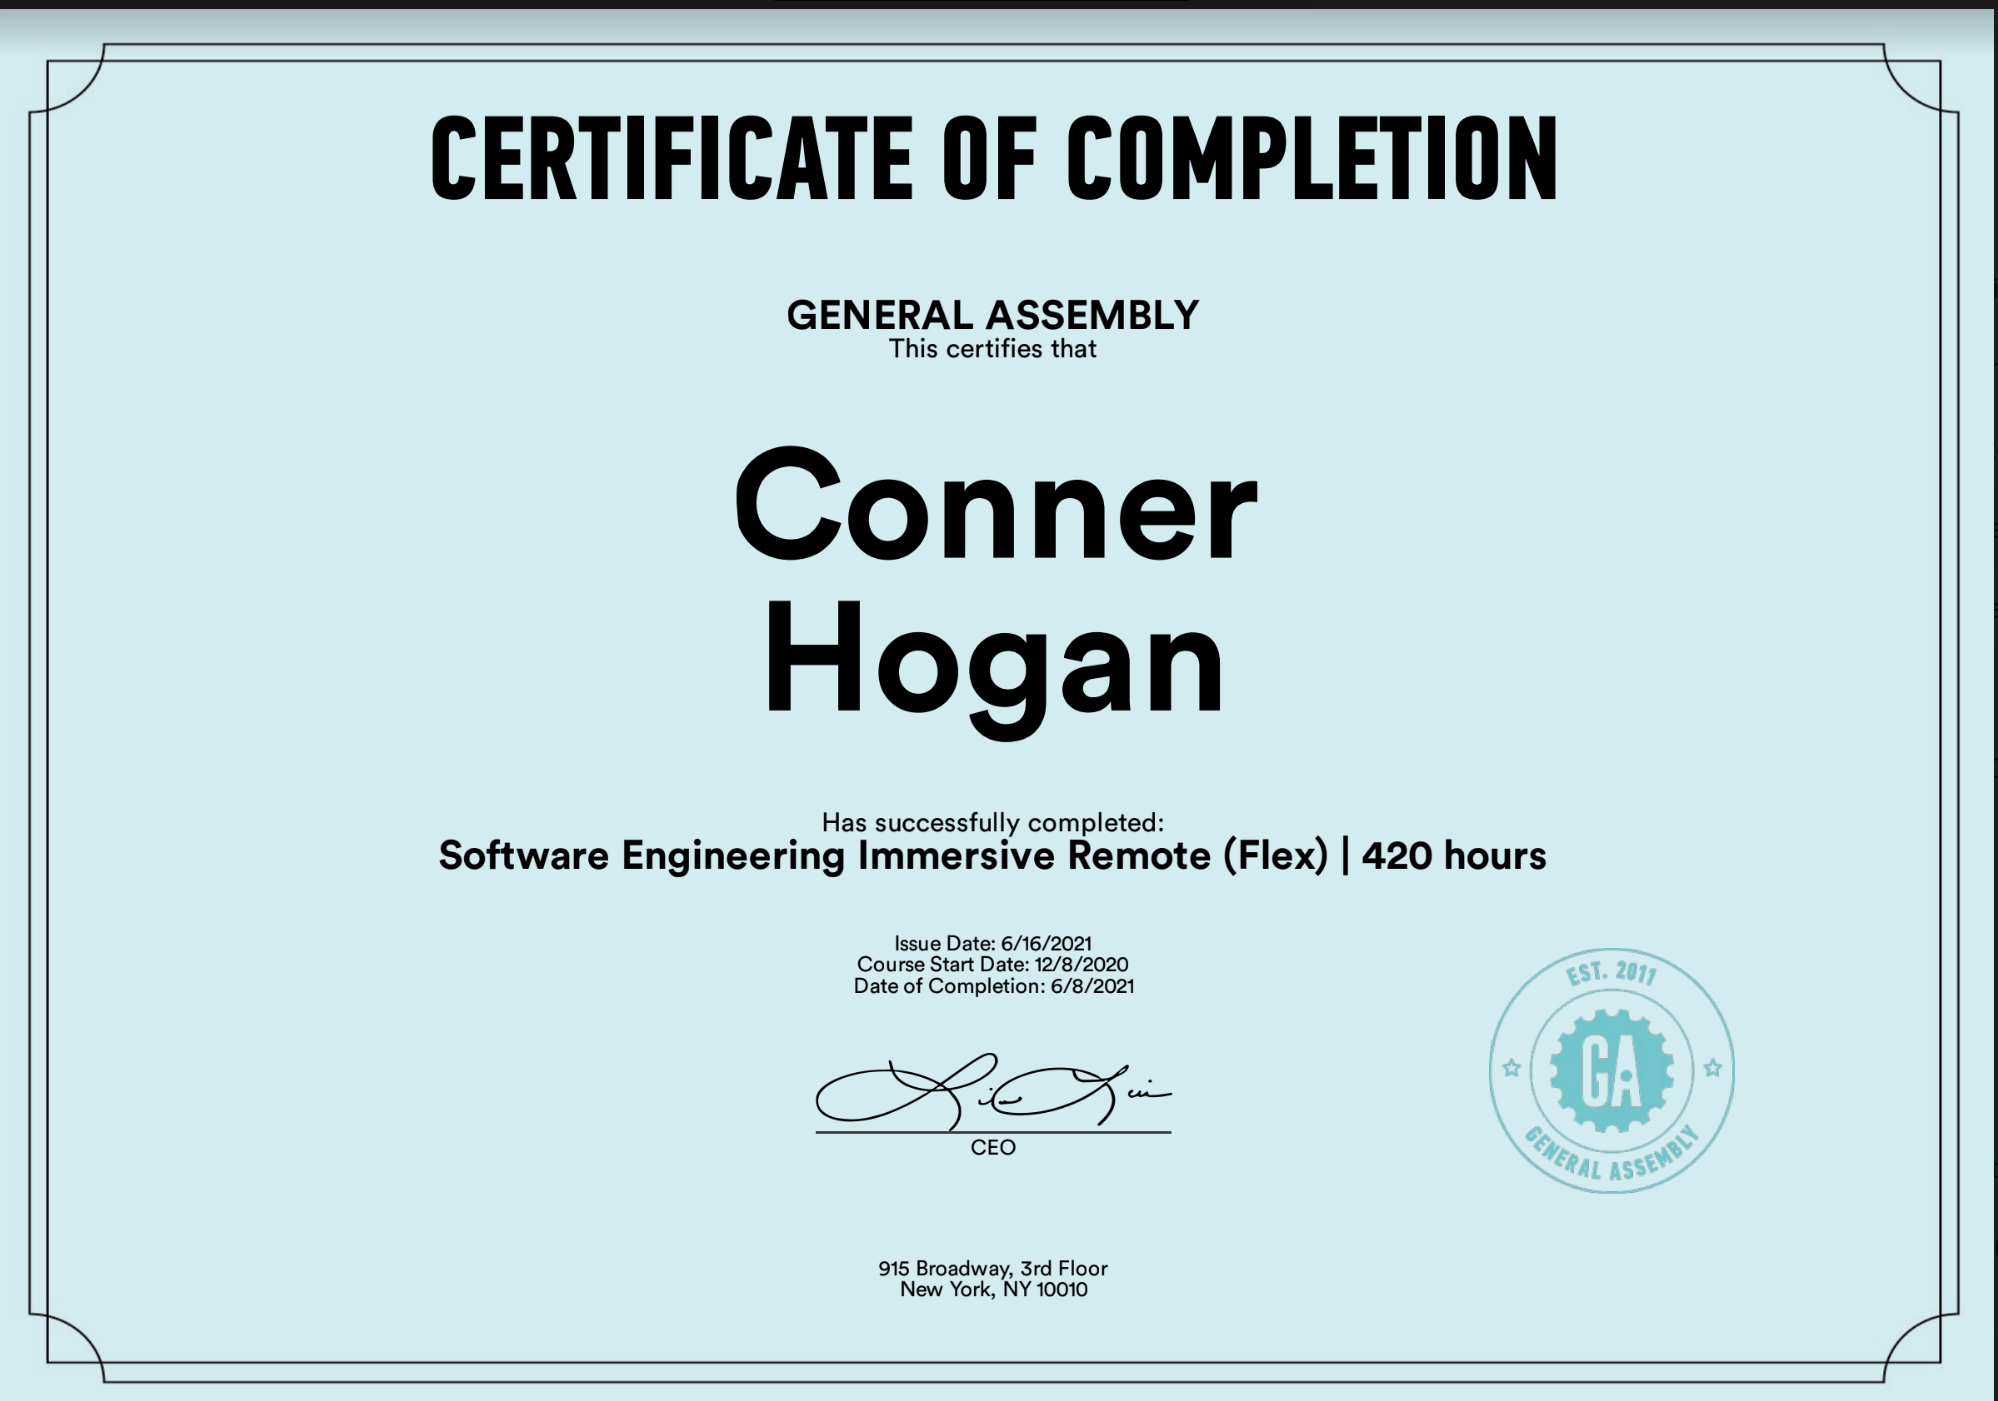 CERTIFICATE OF COMPLETION
GENERAL ASSEMBLY
This certifies that
Conner
Hogan
Has successfully completed:
Software Engineering Immersive Remote (Flex) | 420 hours
Issue Date: 6/16/2021
Course Start Date: 12/8/2020
Date of Completion: 6/8/2021
CEO
EST. 2011
GA
GENERAL ASSEMBLY
915 Broadway, 3rd Floor
New York, NY 10010